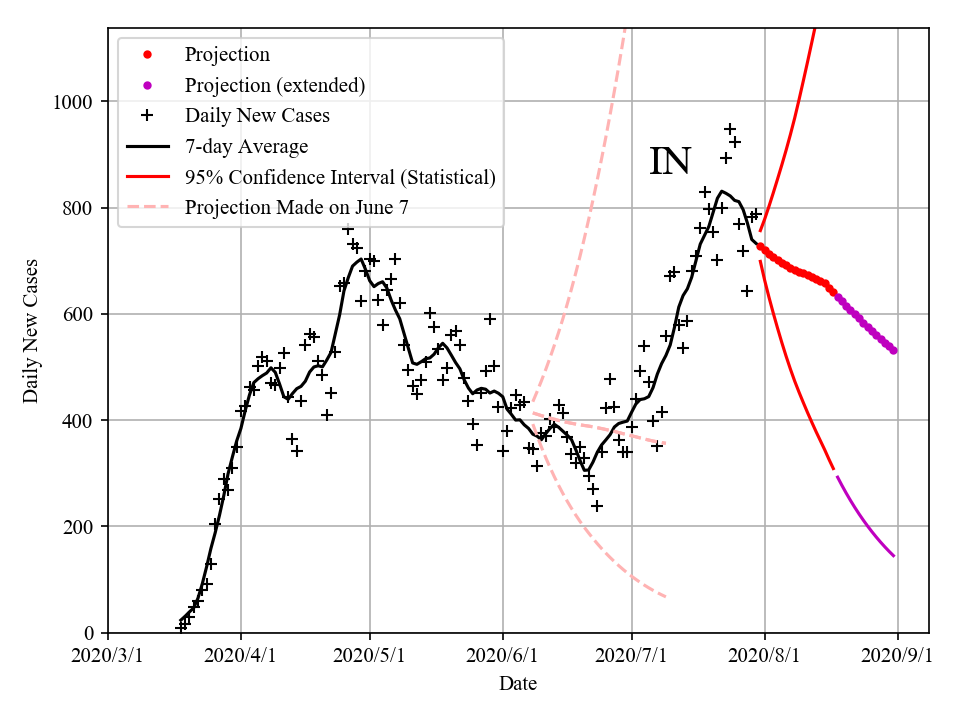 Projection
Projection (extended)
Daily New Cases
7-day Average
95% Confidence Interval (Statistical)
Projection Made on June 7
IN
1000
800
600
400
200
0
Daily New Cases
2020/3/1 2020/4/1 2020/5/1 2020/6/1 2020/7/1 2020/8/1 2020/9/1
Date